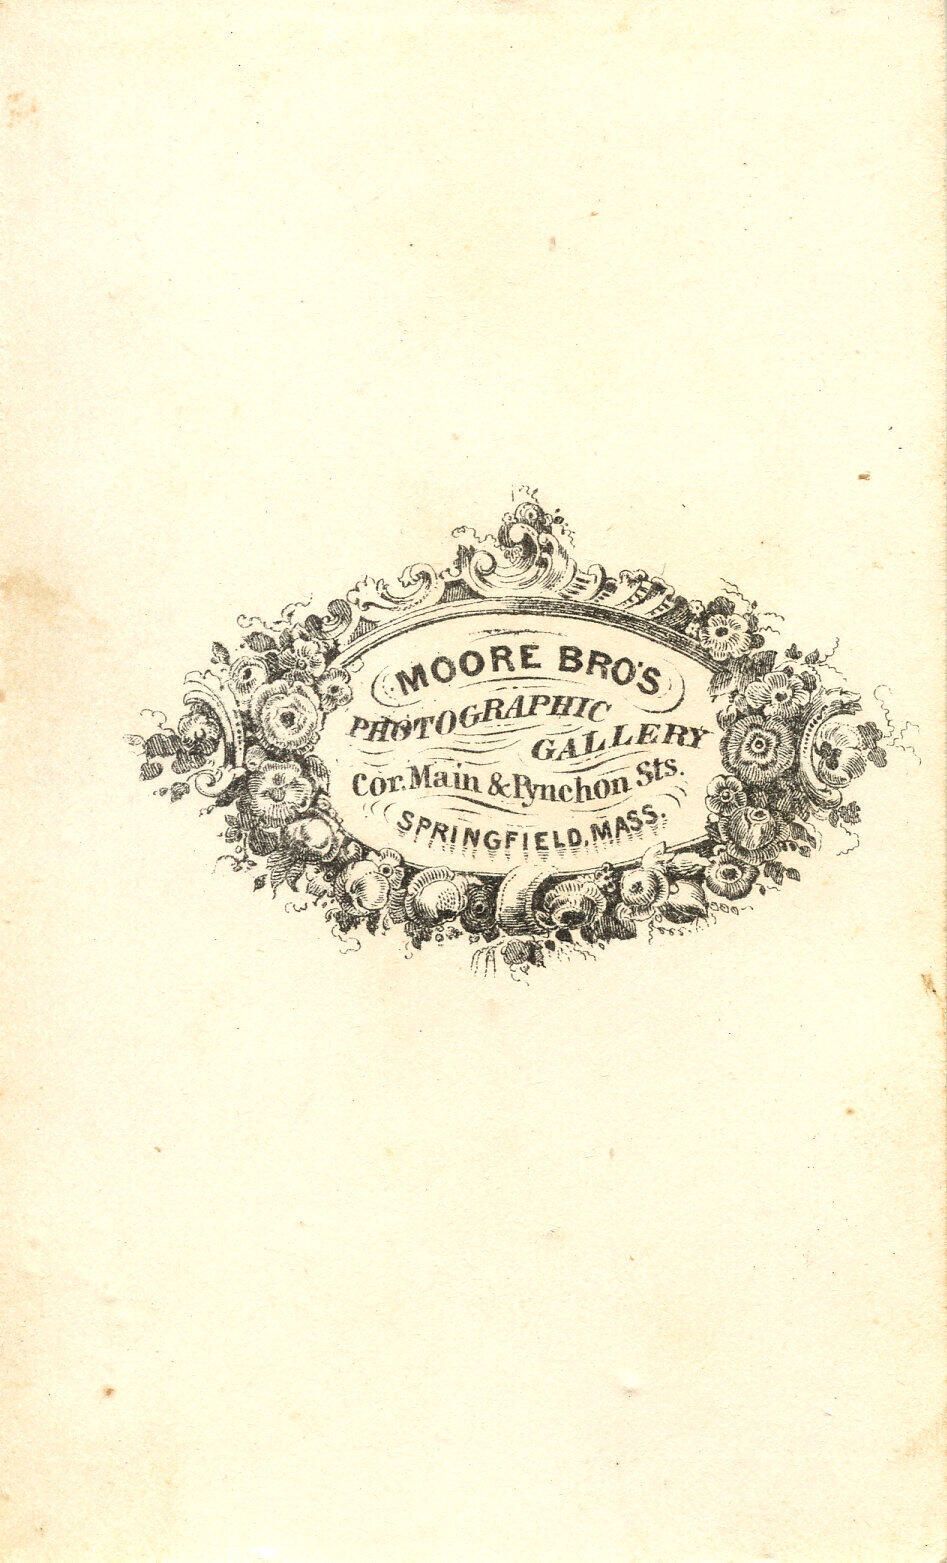 MOORE BRO'S
PHOTOGRAPHIC
GALLERY
Cor. Main & Pynchon Sts.
SPRINGFIELD, MASS.